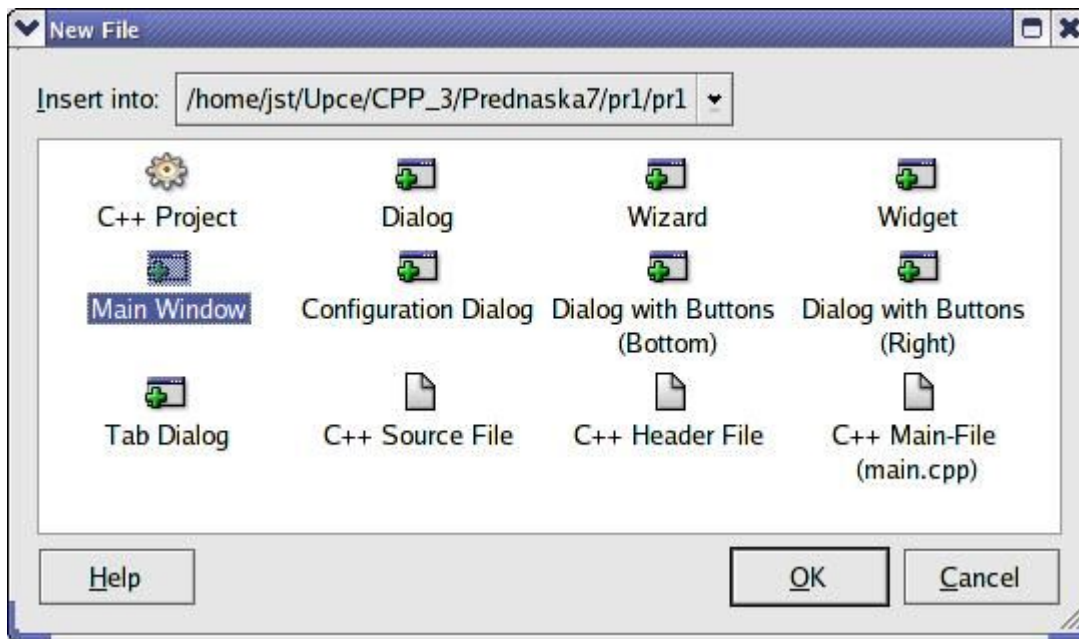 New File
Insert into: /home/jst/Upce/CPP_3/Prednaska7/pr1/pr1
C++ Project Dialog Wizard Widget
Main Window Configuration Dialog Dialog with Buttons (Bottom) Dialog with Buttons (Right)
Tab Dialog C++ Source File C++ Header File C++ Main-File (main.cpp)
Help OK Cancel